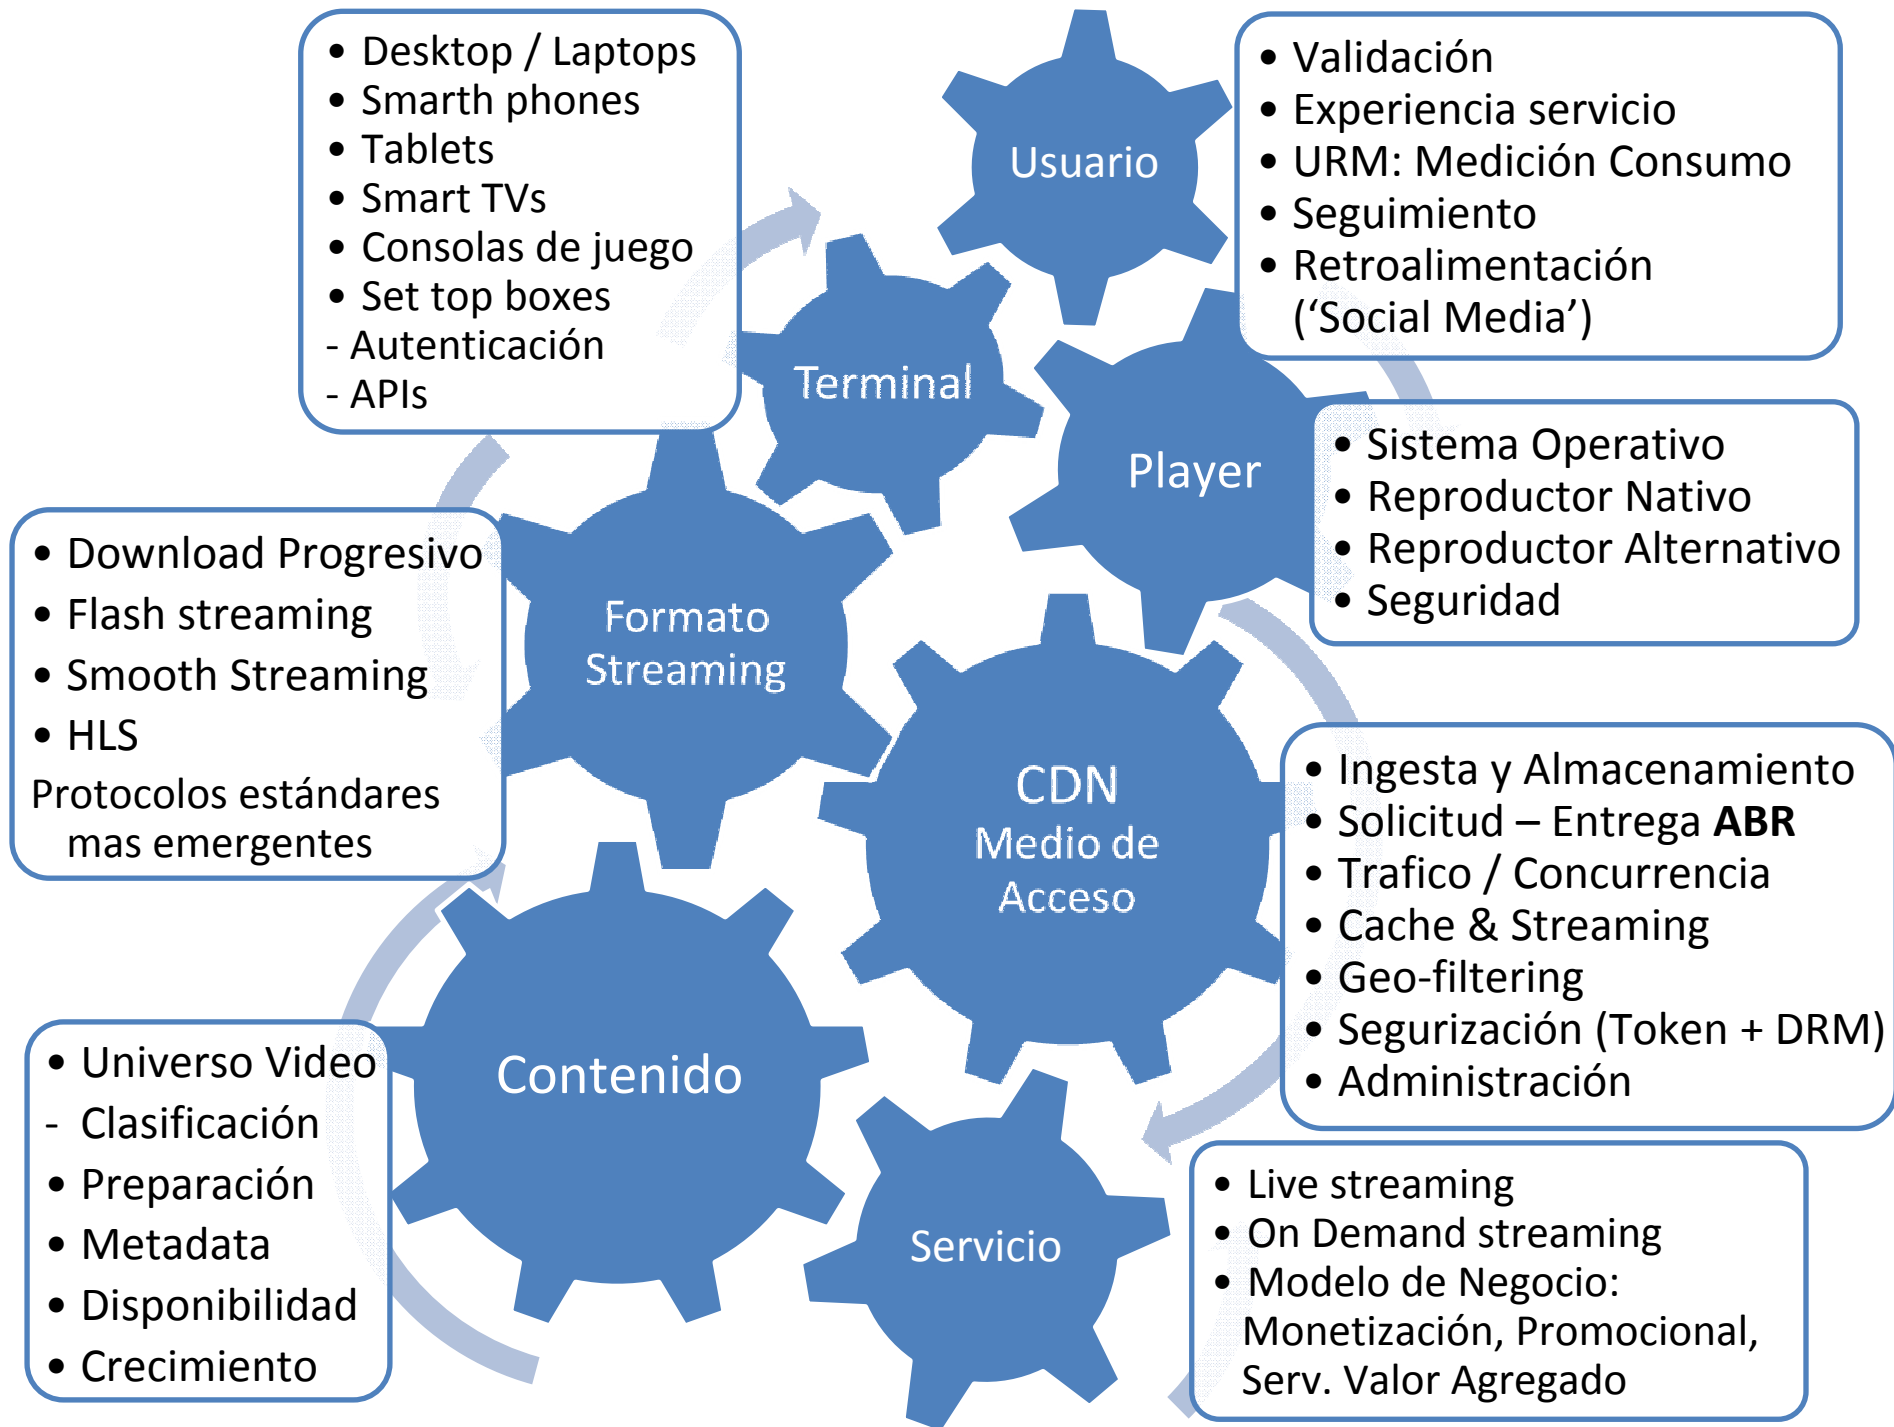 • Desktop / Laptops
• Smarth phones
• Tablets
• Smart TVs
• Consolas de juego
• Set top boxes
- Autenticación
- APIs
Usuario
• Validación
• Experiencia servicio
• URM: Medición Consumo
• Seguimiento
• Retroalimentación
(‘Social Media’)
Terminal
Player
• Sistema Operativo
• Reproductor Nativo
• Reproductor Alternativo
• Seguridad
• Download Progresivo
• Flash streaming
• Smooth Streaming
• HLS
Protocolos estándares
mas emergentes
Formato
Streaming
CDN
Medio de
Acceso
• Ingesta y Almacenamiento
• Solicitud – Entrega ABR
• Trafico / Concurrencia
• Cache & Streaming
• Geo-filtering
• Segurización (Token + DRM)
• Administración
• Universo Video
- Clasificación
• Preparación
• Metadata
• Disponibilidad
• Crecimiento
Contenido
Servicio
• Live streaming
• On Demand streaming
• Modelo de Negocio:
Monetización, Promocional,
Serv. Valor Agregado